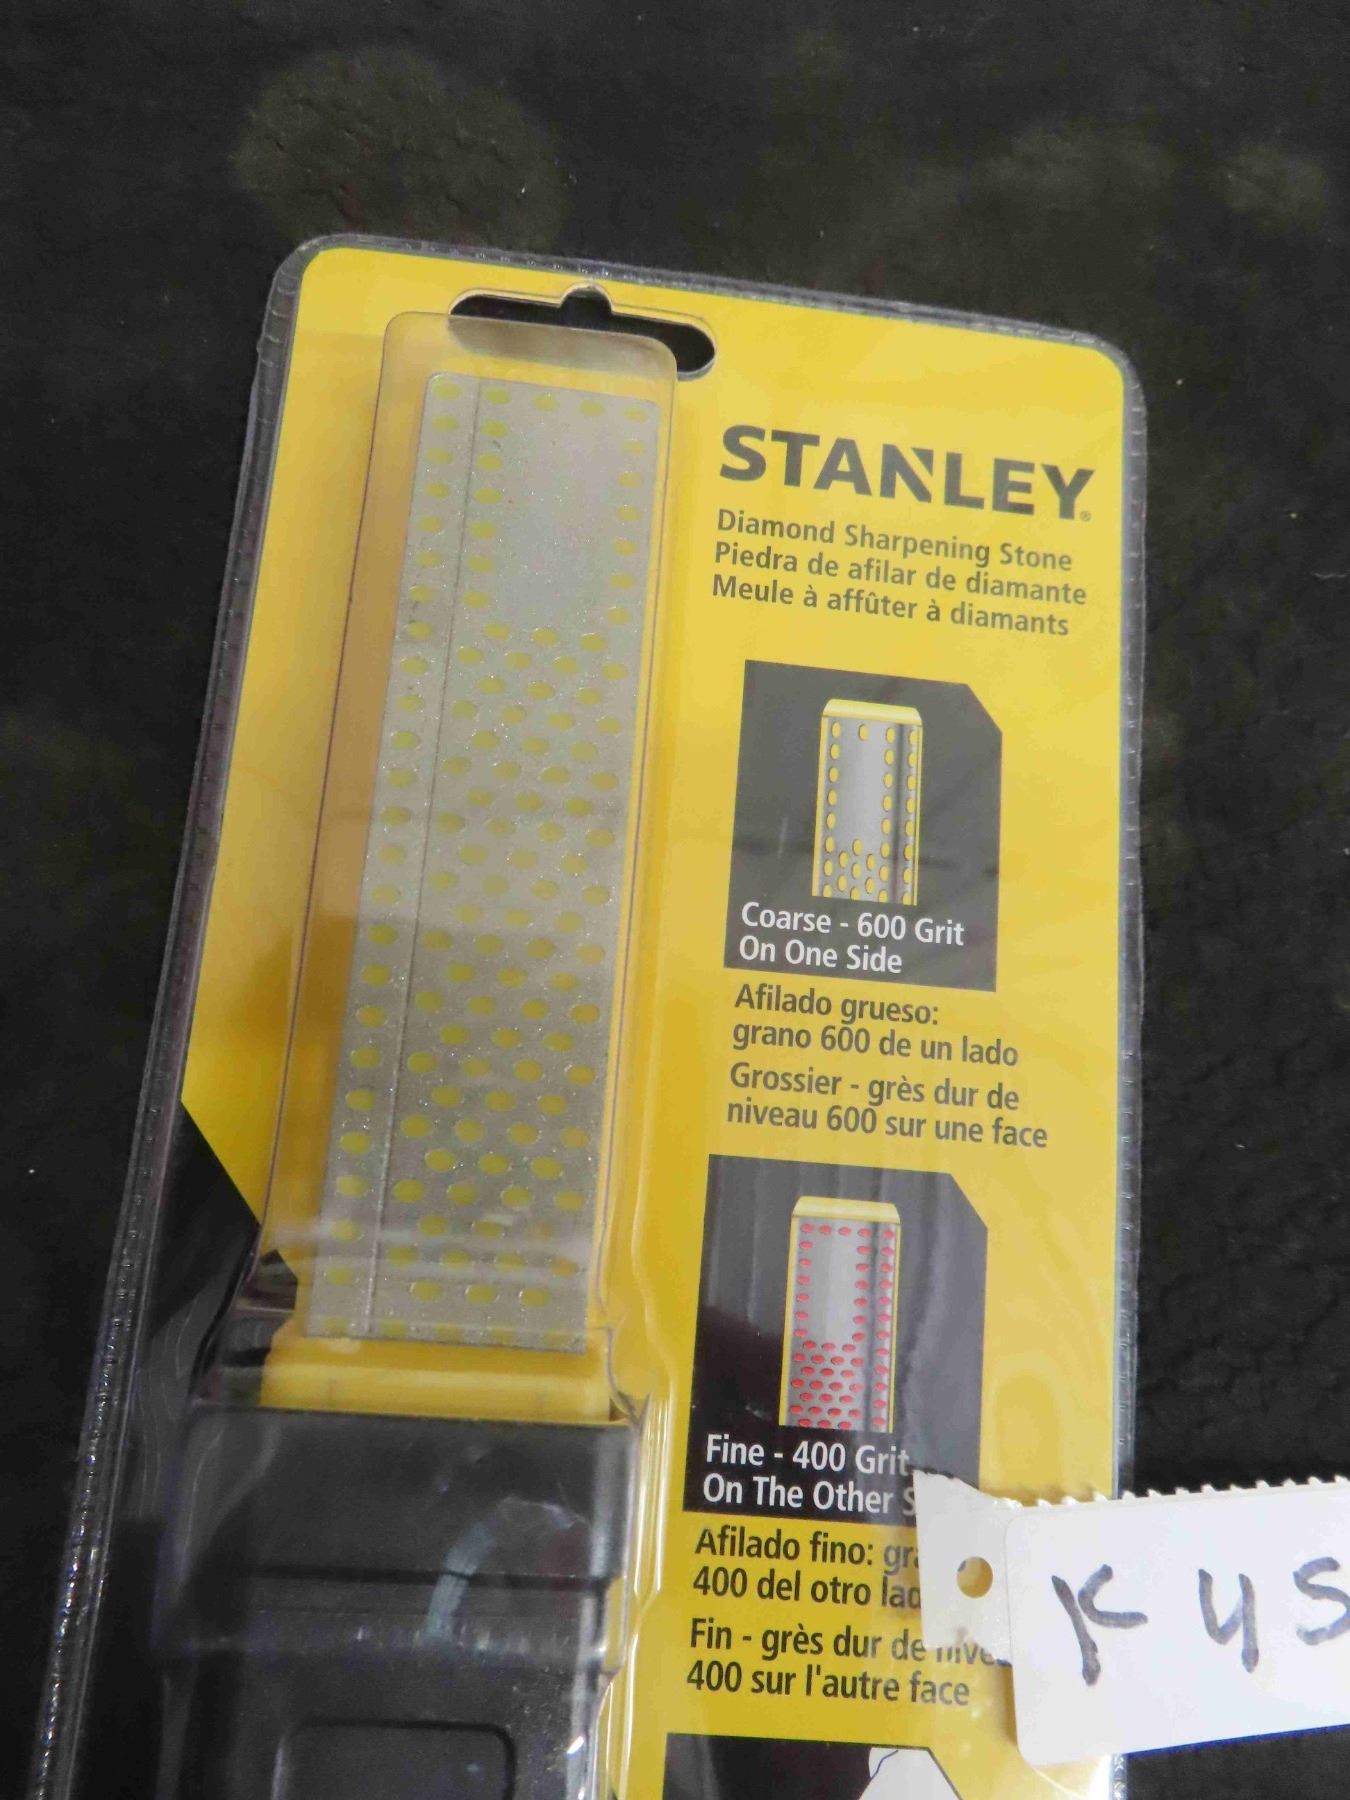 STANLEY®
Diamond Sharpening Stone
Piedra de afilar de diamante
Meule à affûter à diamants
Coarse - 600 Grit
On One Side
Afilado grueso:
grano 600 de un lado
Grossier - grès dur de
niveau 600 sur une face
Fine - 400 Grit
On The Other
Afilado fino:
400 del otro
Fin - grès dur de
400 sur l'autre face
K 45